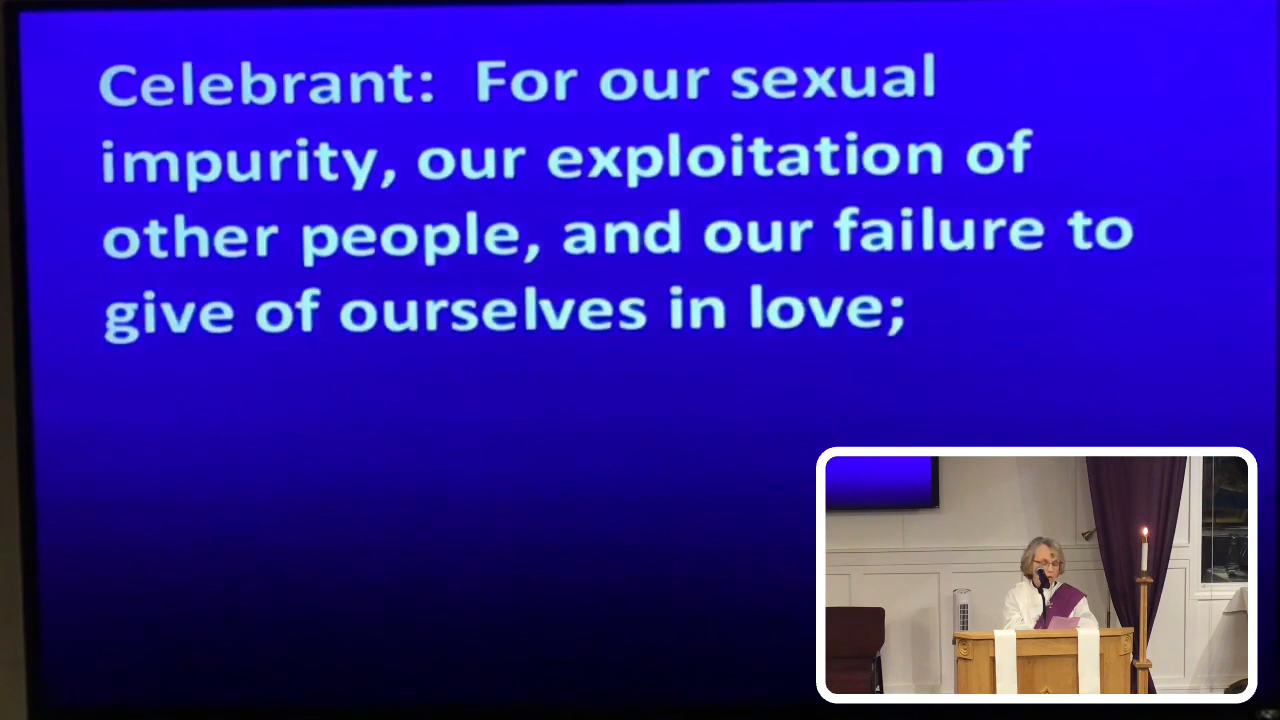 Celebrant:  For our sexual
impurity, our exploitation of
other people, and our failure to
give of ourselves in love;